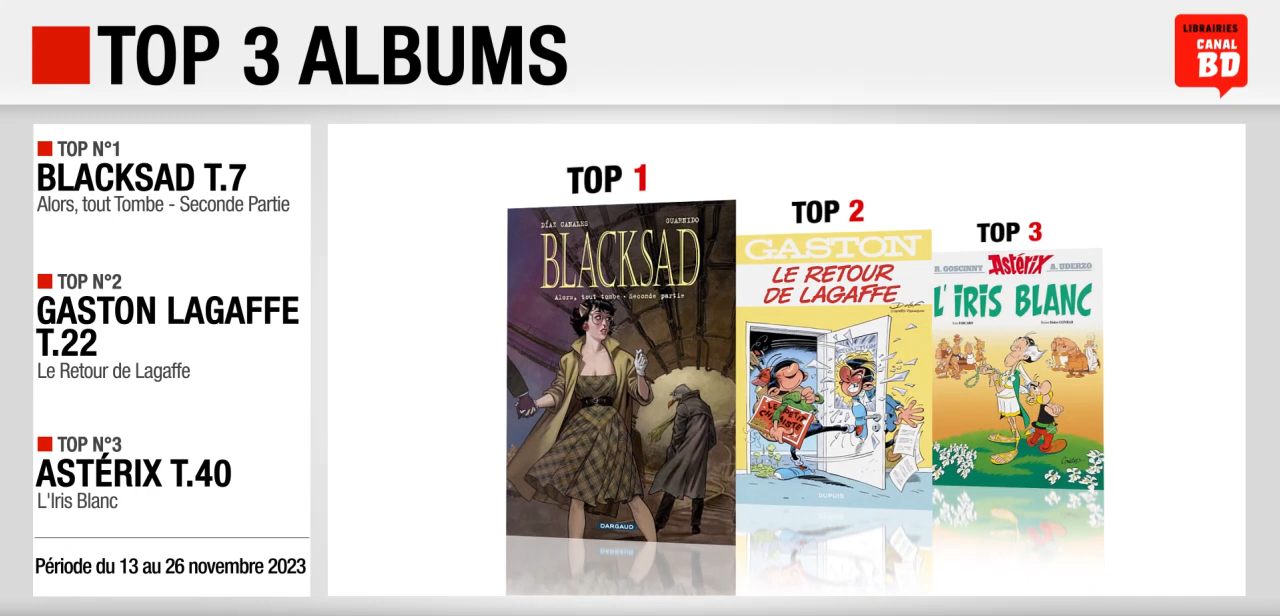 TOP 3 ALBUMS
LIBRAIRIES
CANAL
BD
TOP N°1
BLACKSAD T.7
Alors, tout Tombe - Seconde Partie
TOP N°2
GASTON LAGAFFE
T.22
Le Retour de Lagaffe
TOP N°3
ASTÉRIX T.40
L'Iris Blanc
Période du 13 au 26 novembre 2023
TOP 1
DÍAZ CANALES GUARNIDO
BLACKSAD
Alors, tout tombe - Seconde partie
DARGAUD
TOP 2
GASTON
LE RETOUR
DE LAGAFFE
DUPUIS
TOP 3
R. GOSCINNY Astérix A. UDERZO
L'IRIS BLANC